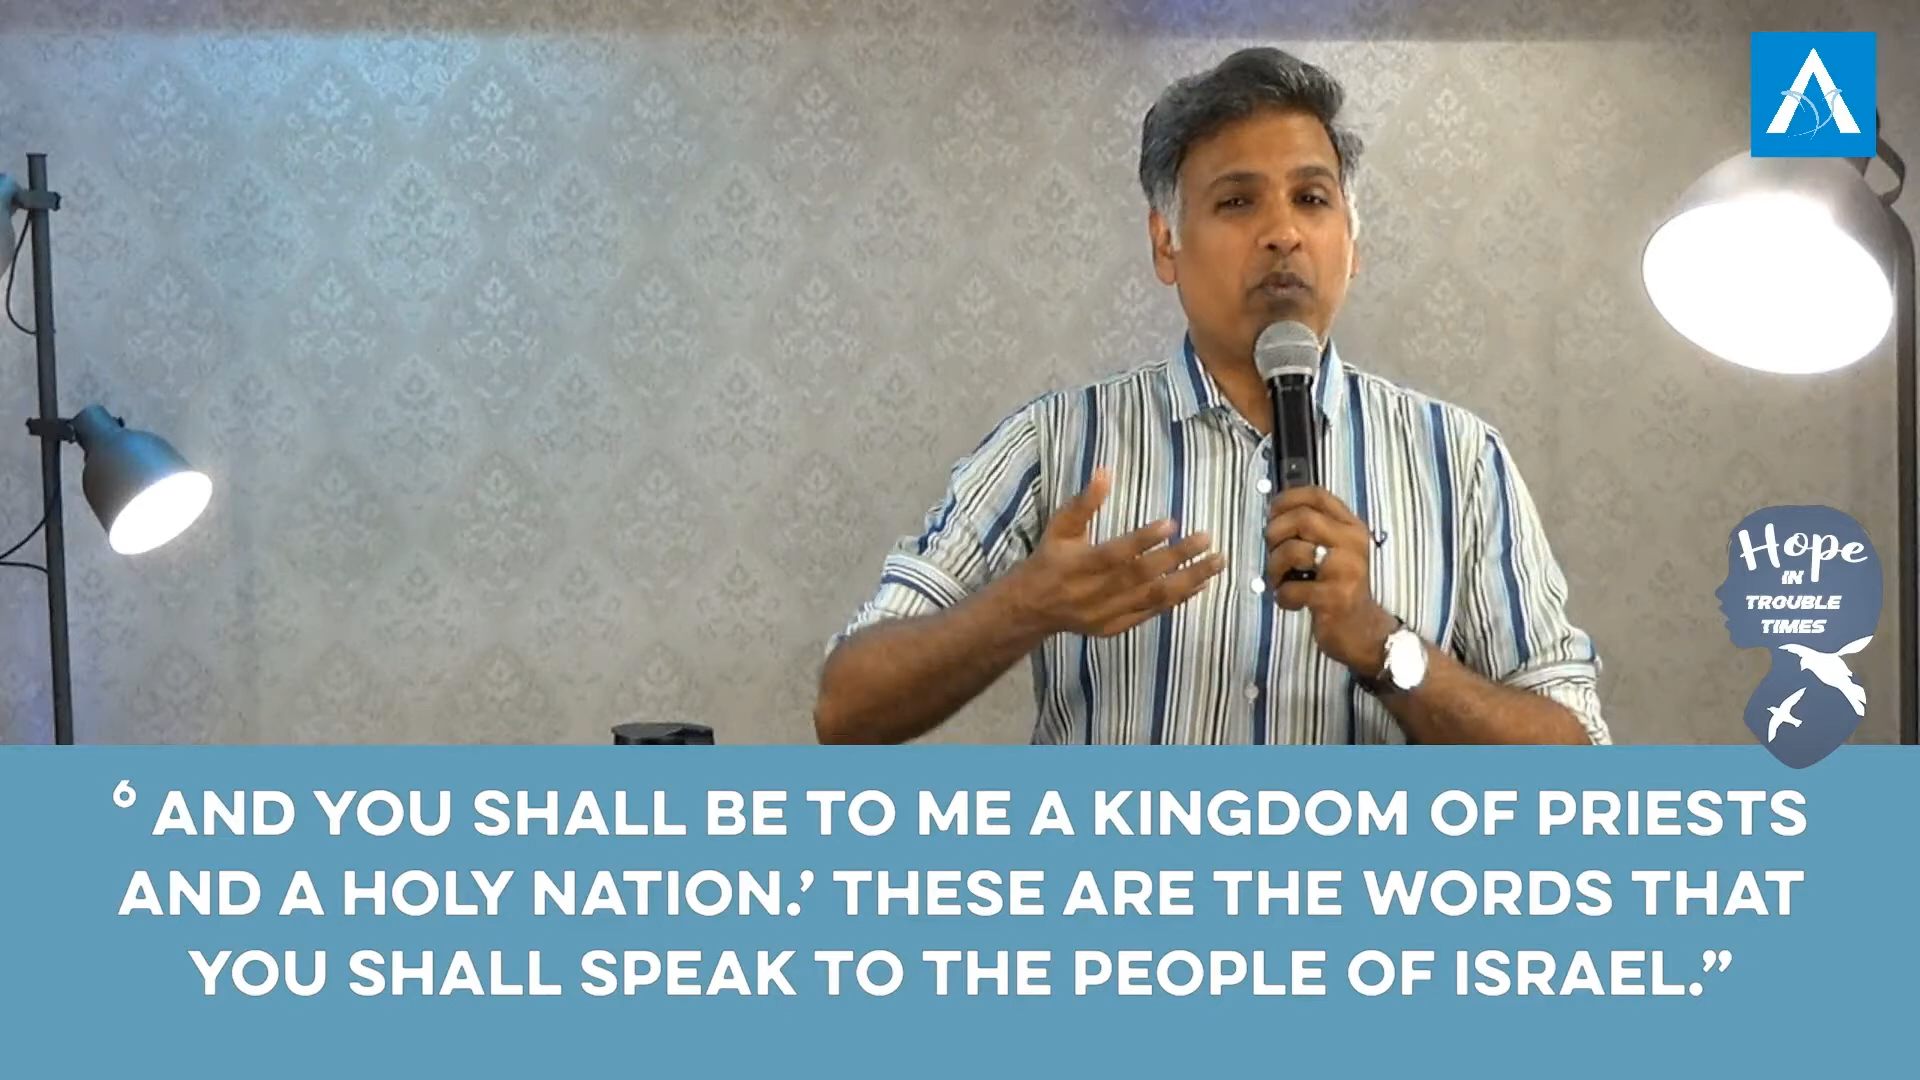 Hope
IN
TROUBLE
TIMES
6 AND YOU SHALL BE TO ME A KINGDOM OF PRIESTS
AND A HOLY NATION.’ THESE ARE THE WORDS THAT
YOU SHALL SPEAK TO THE PEOPLE OF ISRAEL.”